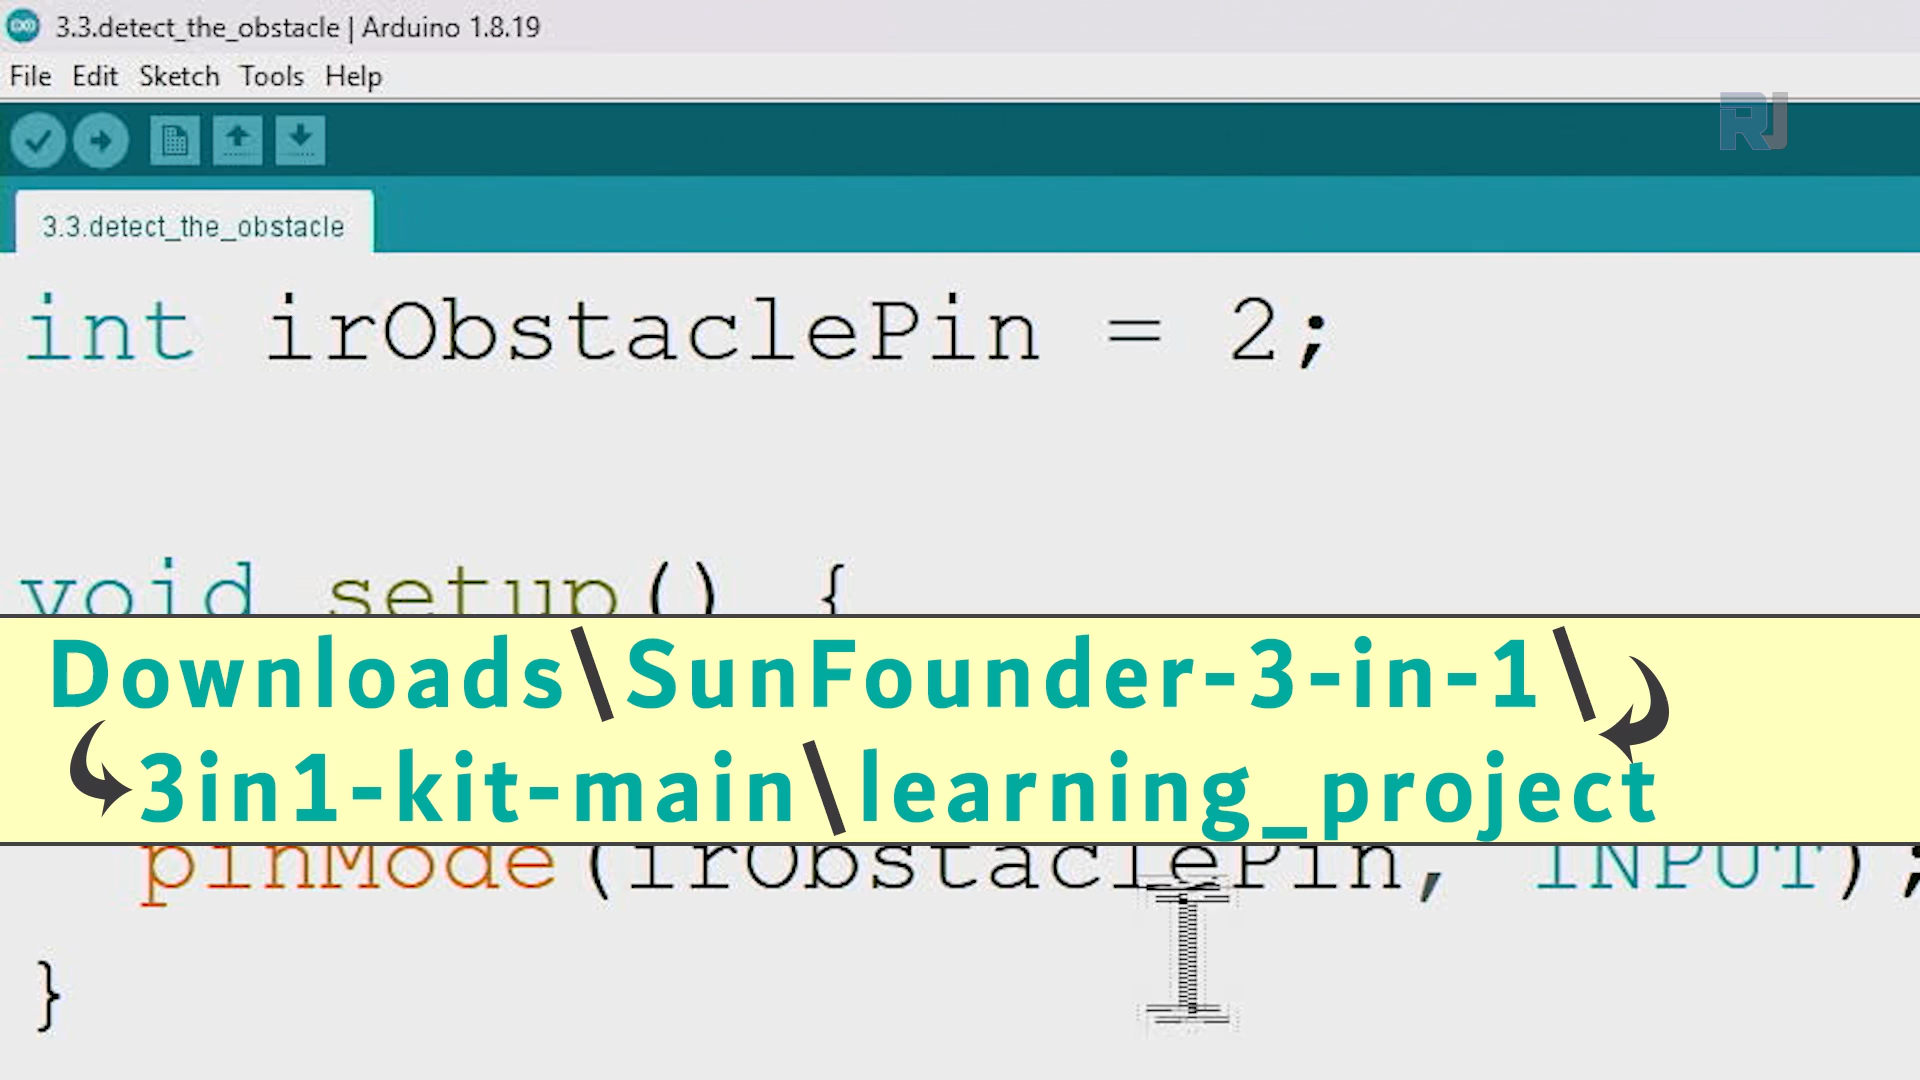 3.3.detect_the_obstacle | Arduino 1.8.19
File Edit Sketch Tools Help
RJ
3.3.detect_the_obstacle
int irObstaclePin = 2;
void setup() {
Downloads\SunFounder-3-in-1\
3in1-kit-main\learning_project
pinMode(irObstaclePin, INPUT);
}